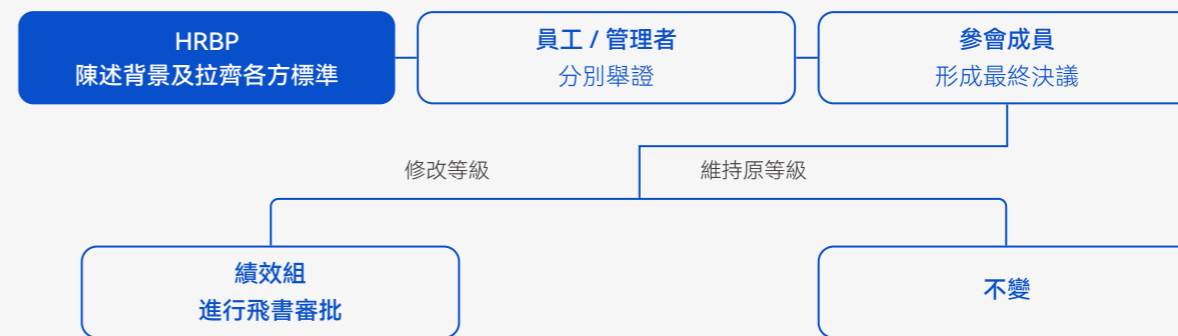 HRBP
陳述背景及拉齊各方標準
員工 / 管理者
分別舉證
參會成員
形成最終決議
修改等級
維持原等級
績效組
進行飛書審批
不變